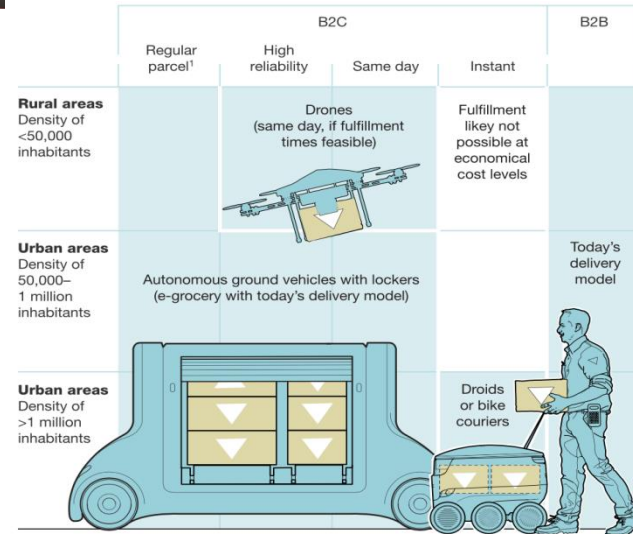 B2C
B2B
Regular
parcel1
High
reliability
Same day
Instant
Rural areas
Density of
<50,000
inhabitants
Drones
(same day, if fulfillment
times feasible)
Fulfillment
likey not
possible at
economical
cost levels
Urban areas
Density of
50,000–
1 million
inhabitants
Autonomous ground vehicles with lockers
(e-grocery with today's delivery model)
Today's
delivery
model
Urban areas
Density of
>1 million
inhabitants
Droids
or bike
couriers